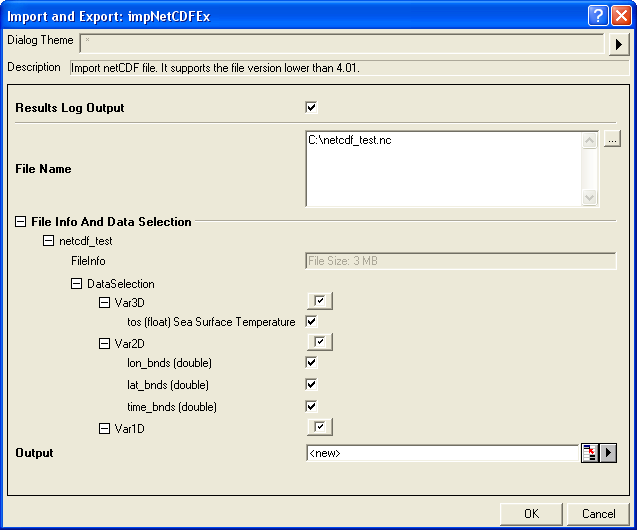 Import and Export: impNetCDFEx
Dialog Theme *
Description Import netCDF file. It supports the file version lower than 4.01.
Results Log Output
File Name C:\netcdf_test.nc ...
File Info And Data Selection
netcdf_test
FileInfo File Size: 3 MB
DataSelection
Var3D
tos (float) Sea Surface Temperature
Var2D
lon_bnds (double)
lat_bnds (double)
time_bnds (double)
Var1D
Output <new>
OK Cancel